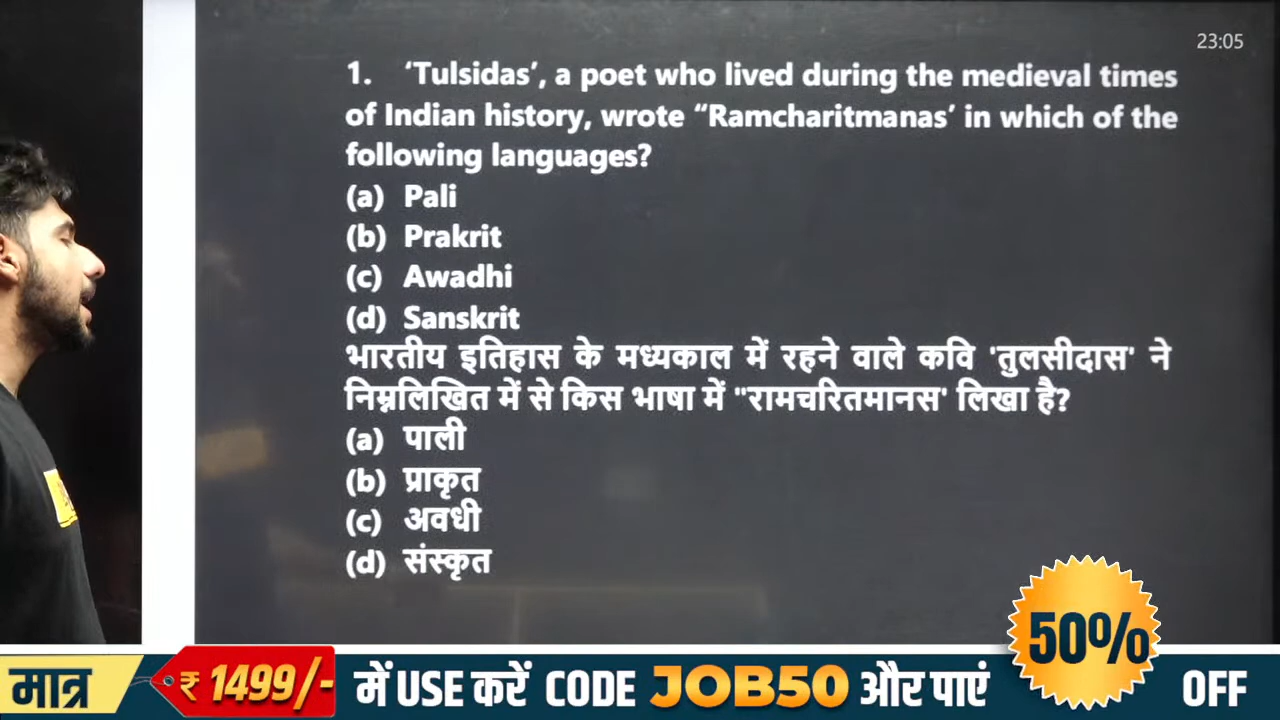 23:05
1. ‘Tulsidas’, a poet who lived during the medieval times
of Indian history, wrote “Ramcharitmanas’ in which of the
following languages?
(a) Pali
(b) Prakrit
(c) Awadhi
(d) Sanskrit
भारतीय इतिहास के मध्यकाल में रहने वाले कवि 'तुलसीदास' ने
निम्नलिखित में से किस भाषा में "रामचरितमानस' लिखा है?
(a) पाली
(b) प्राकृत
(c) अवधी
(d) संस्कृत
मात्र ₹ 1499/- में USE करें CODE JOB50 और पाएं 50% OFF